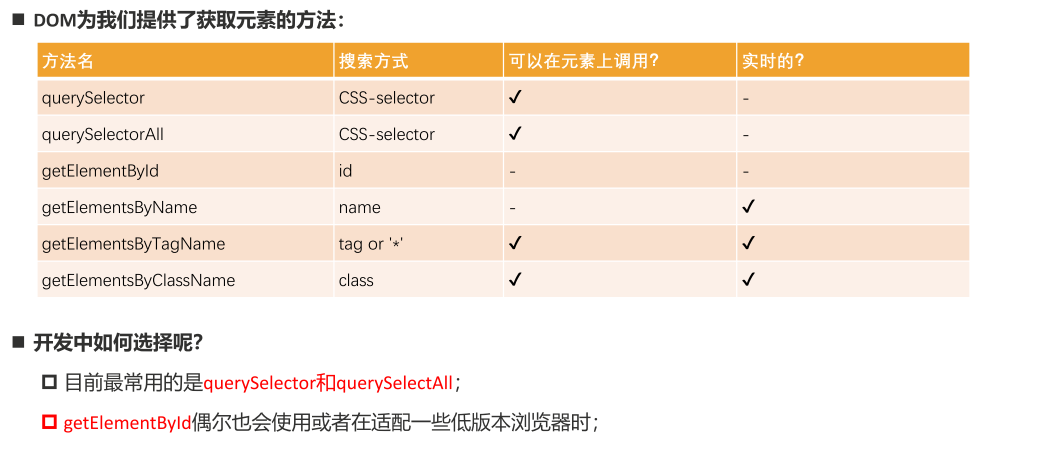 DOM为我们提供了获取元素的方法：
方法名 搜索方式 可以在元素上调用? 实时的?
querySelector CSS-selector ✔ -
querySelectorAll CSS-selector ✔ -
getElementById id - -
getElementsByName name - ✔
getElementsByTagName tag or '*' ✔ ✔
getElementsByClassName class ✔ ✔
开发中如何选择呢?
目前最常用的是querySelector和querySelectAll；
getElementById偶尔也会使用或者在适配一些低版本浏览器时；